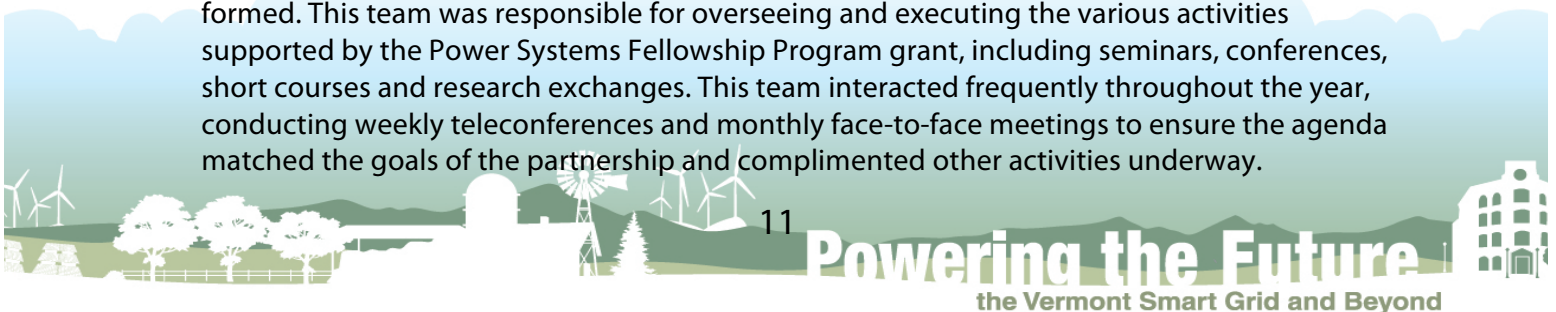 formed. This team was responsible for overseeing and executing the various activities
supported by the Power Systems Fellowship Program grant, including seminars, conferences,
short courses and research exchanges. This team interacted frequently throughout the year,
conducting weekly teleconferences and monthly face-to-face meetings to ensure the agenda
matched the goals of the partnership and complimented other activities underway.
11
Powering the Future
the Vermont Smart Grid and Beyond